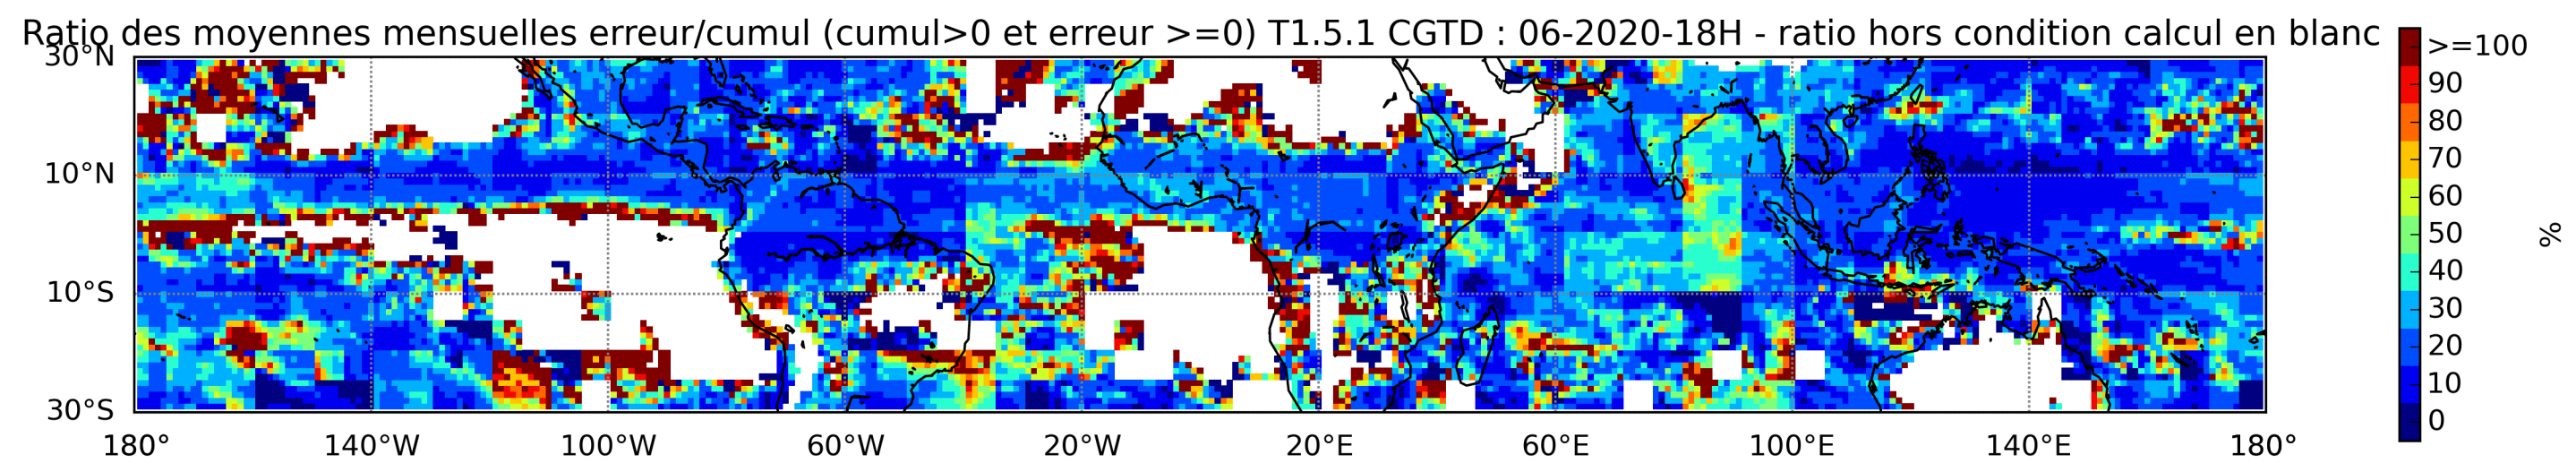 Ratio des moyennes mensuelles erreur/cumul (cumul>0 et erreur >=0) T1.5.1 CGTD : 06-2020-18H - ratio hors condition calcul en blanc
30°N
10°N
10°S
30°S
180° 140°W 100°W 60°W 20°W 20°E 60°E 100°E 140°E 180°
>=100
90
80
70
60
50
40
30
20
10
0
%